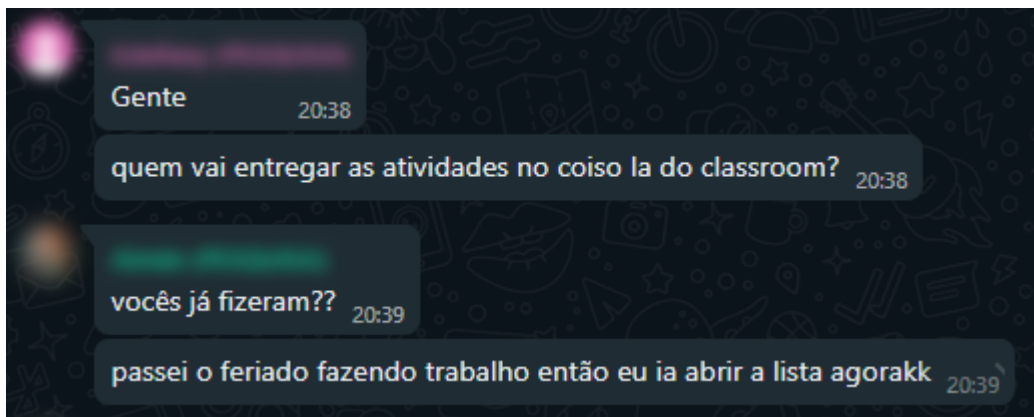 Gente
20:38
quem vai entregar as atividades no coiso la do classroom? 20:38
vocês já fizeram?? 20:39
passei o feriado fazendo trabalho então eu ia abrir a lista agorakk 20:39